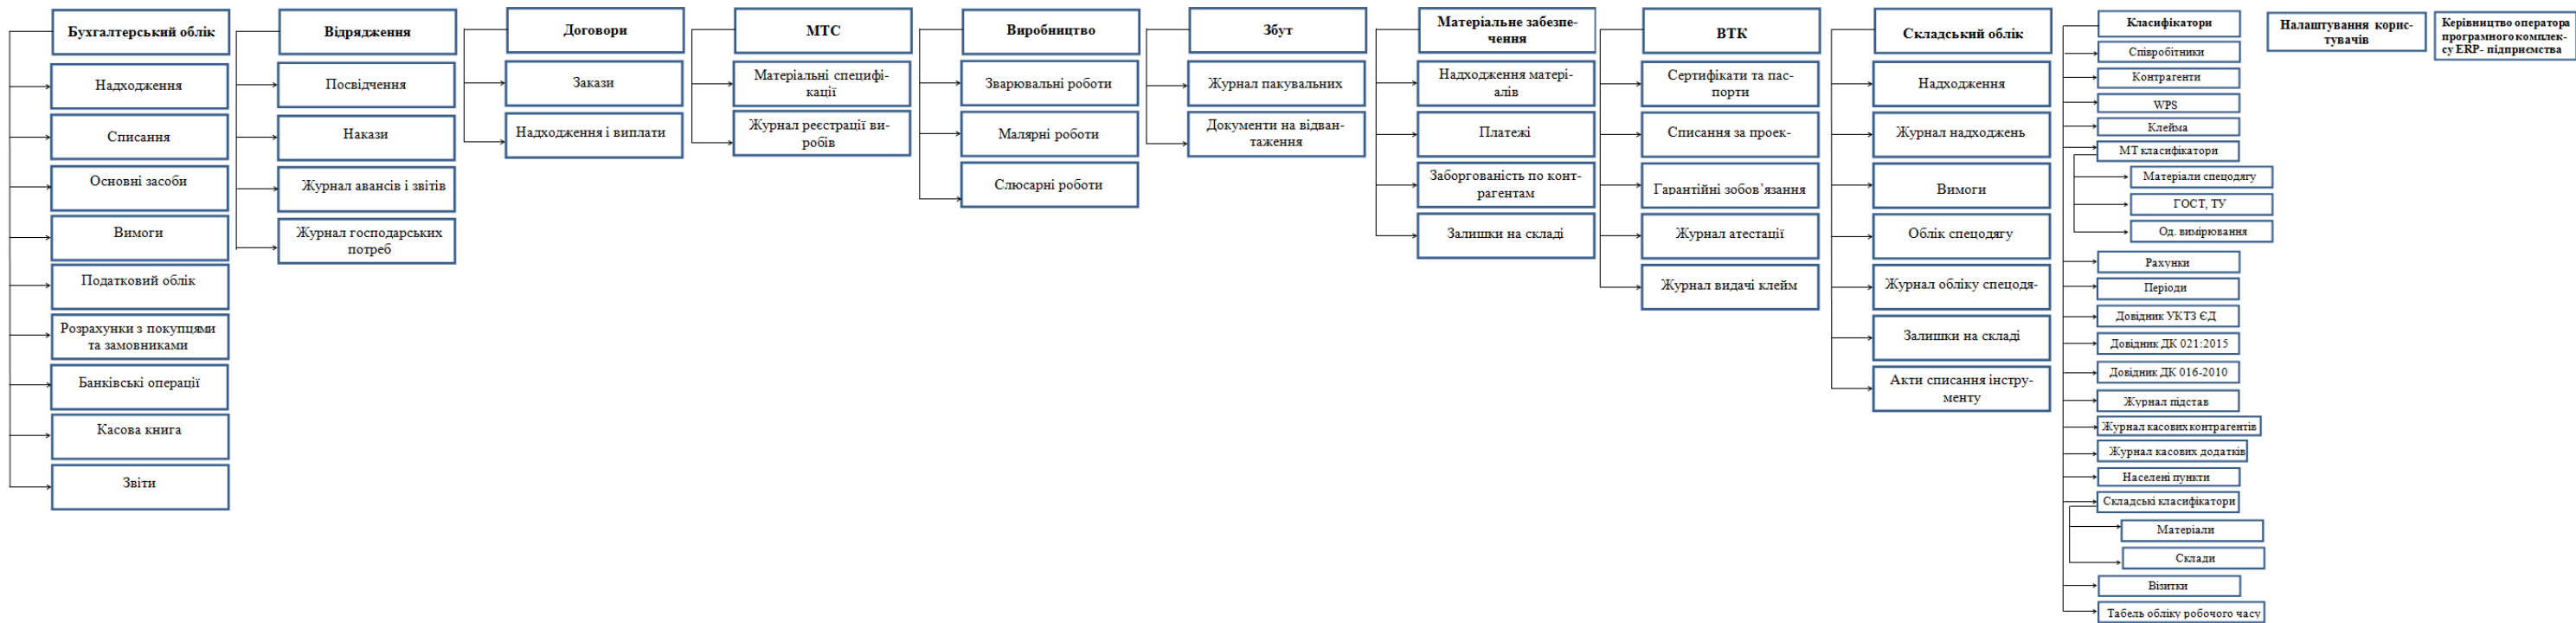 Бухгалтерський облік
Надходження
Списання
Основні засоби
Вимоги
Податковий облік
Розрахунки з покупцями
та замовниками
Банківські операції
Касова книга
Звіти
Відрядження
Посвідчення
Накази
Журнал авансів і звітів
Журнал господарських
потреб
Договори
Закази
Надходження і виплати
МТС
Матеріальні специфі-
кації
Журнал реєстрації ви-
робів
Виробництво
Зварювальні роботи
Малярні роботи
Слюсарні роботи
Збут
Журнал пакувальних
Документи на відван-
таження
Матеріальне забезпе-
чення
Надходження матері-
алів
Платежі
Заборгованість по конт-
рагентам
Залишки на складі
ВТК
Сертифікати та пас-
порти
Списання за проек-
Гарантійні зобов’язання
Журнал атестації
Журнал видачі клейм
Складський облік
Надходження
Журнал надходжень
Вимоги
Облік спецодягу
Журнал обліку спецодя-
Залишки на складі
Акти списання інстру-
менту
Класифікатори
Співробітники
Контрагенти
WPS
Клейма
МТ класифікатори
Матеріали спецодягу
ГОСТ, ТУ
Од. вимірювання
Рахунки
Періоди
Довідник УКТЗ ЄД
Довідник ДК 021:2015
Довідник ДК 016-2010
Журнал підстав
Журнал касових контрагентів
Журнал касових додатків
Населені пункти
Складські класифікатори
Матеріали
Склади
Візитки
Табель обліку робочого часу
Налаштування корис-
тувачів
Керівництво оператора
програмного комплек-
су ERP- підприємства